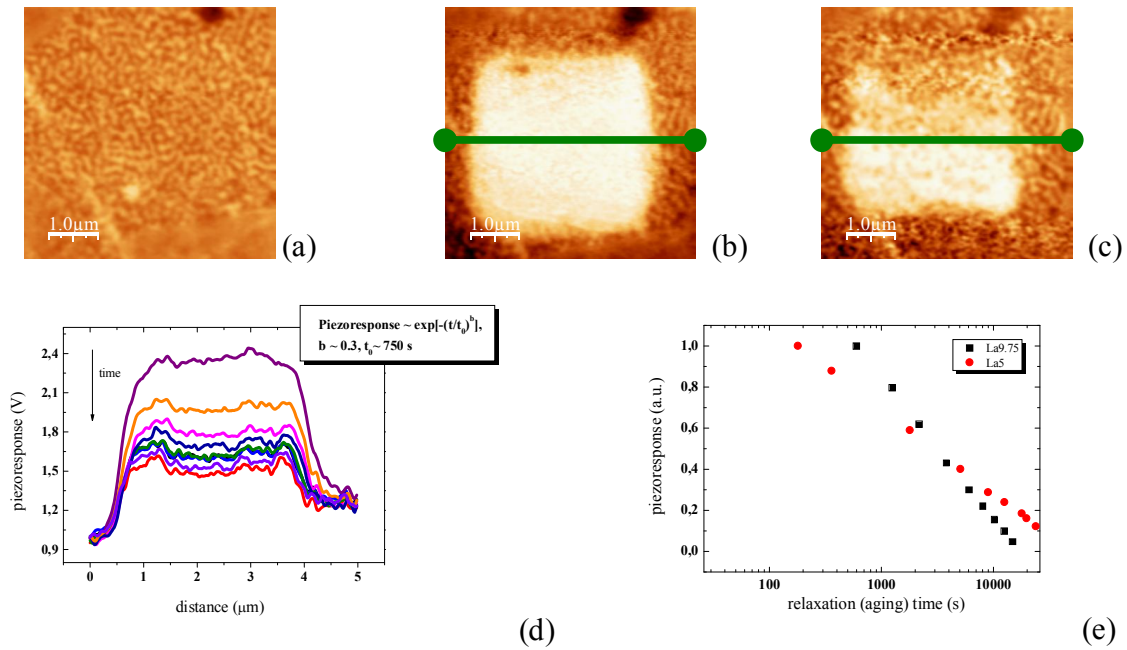 1.0μm
(a)
1.0μm
(b)
1.0μm
(c)
Piezoresponse ~ exp[-(t/t0)^b],
b ~ 0.3, t0 ~ 750 s
time
2,4
2,1
1,8
1,5
1,2
0,9
piezoresponse (V)
0 1 2 3 4 5
distance (μm)
(d)
La9.75
La5
1,0
0,8
0,6
0,4
0,2
0,0
piezoresponse (a.u.)
100 1000 10000
relaxation (aging) time (s)
(e)